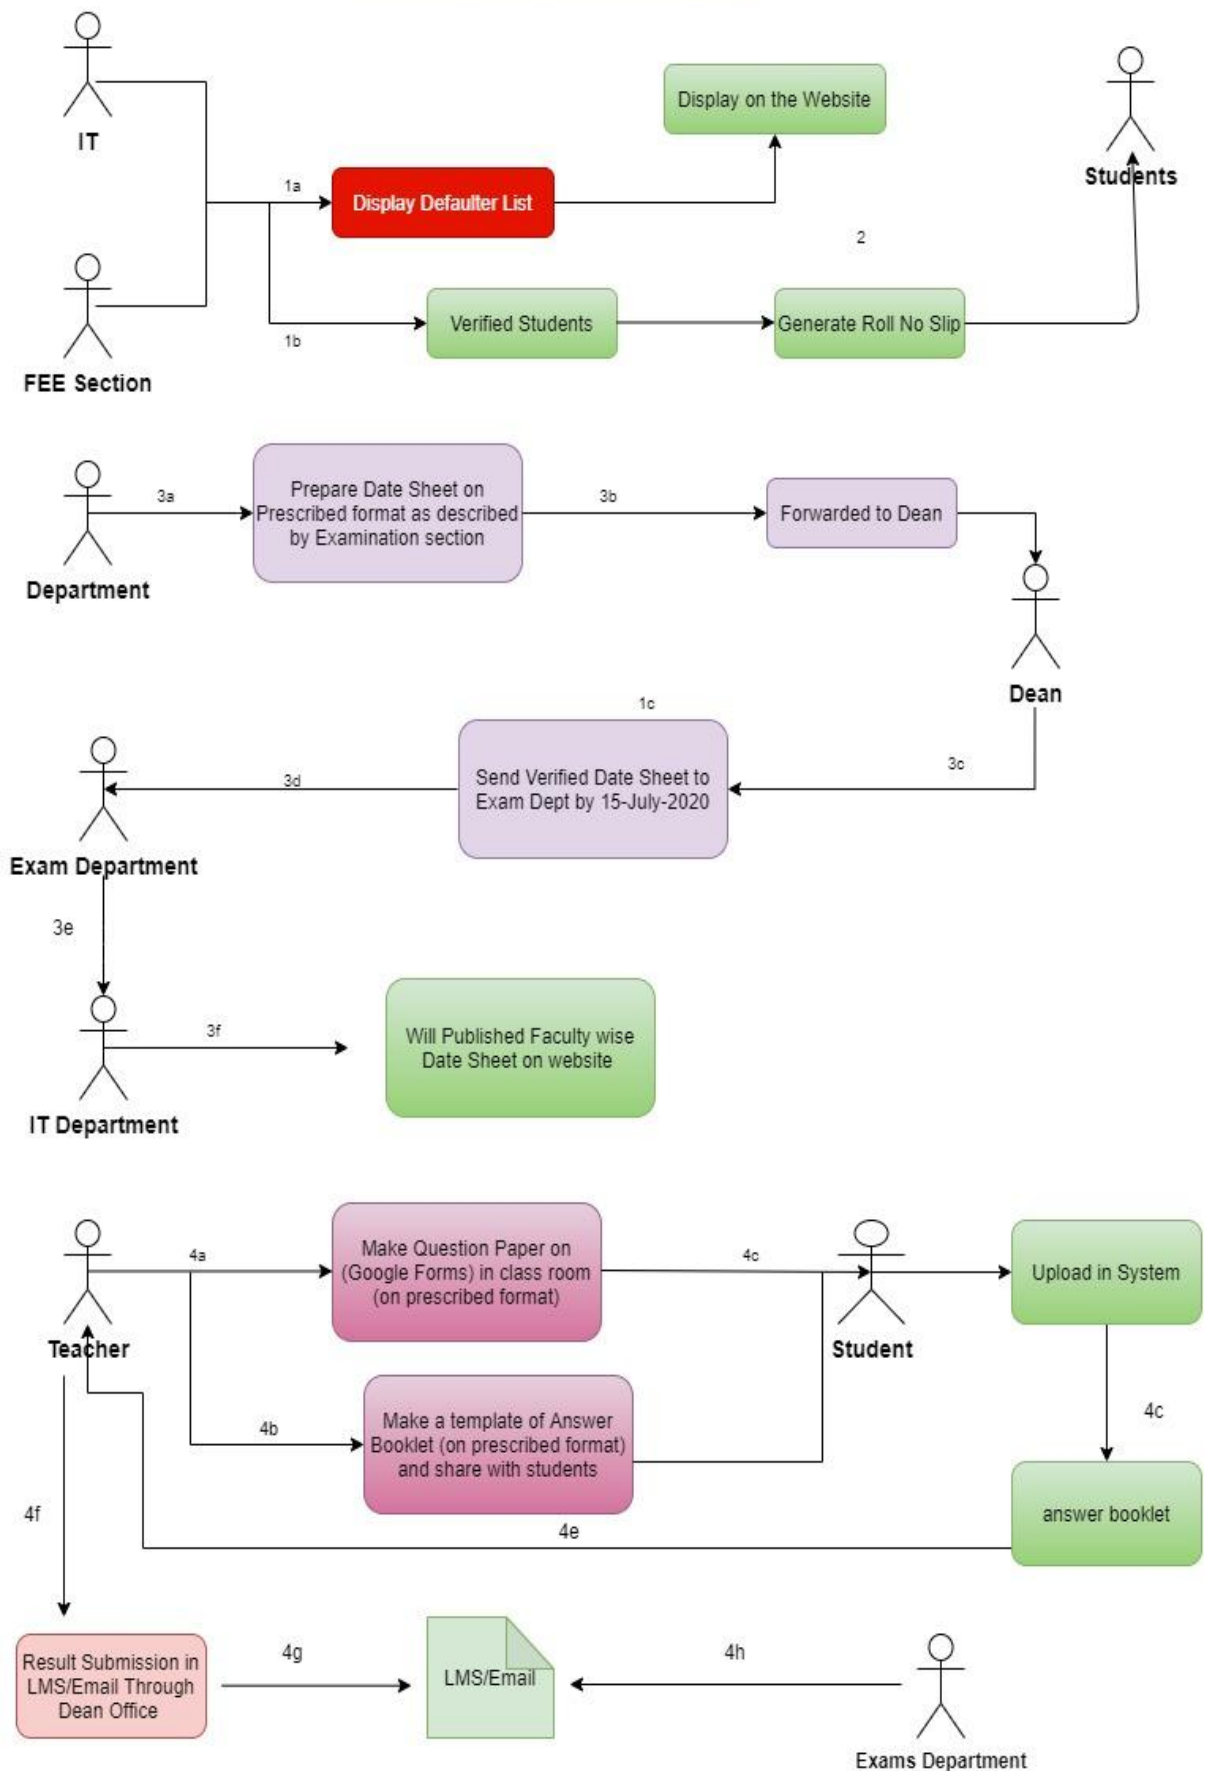 IT
Display on the Website
Students
1a
Display Defaulter List
2
FEE Section
1b
Verified Students
Generate Roll No Slip
Department
3a
Prepare Date Sheet on
Prescribed format as described
by Examination section
3b
Forwarded to Dean
Dean
1c
3c
Send Verified Date Sheet to
Exam Dept by 15-July-2020
3d
Exam Department
3e
IT Department
3f
Will Published Faculty wise
Date Sheet on website
Teacher
4a
Make Question Paper on
(Google Forms) in class room
(on prescribed format)
4c
Student
Upload in System
4b
Make a template of Answer
Booklet (on prescribed format)
and share with students
4c
answer booklet
4e
4f
Result Submission in
LMS/Email Through
Dean Office
4g
LMS/Email
4h
Exams Department